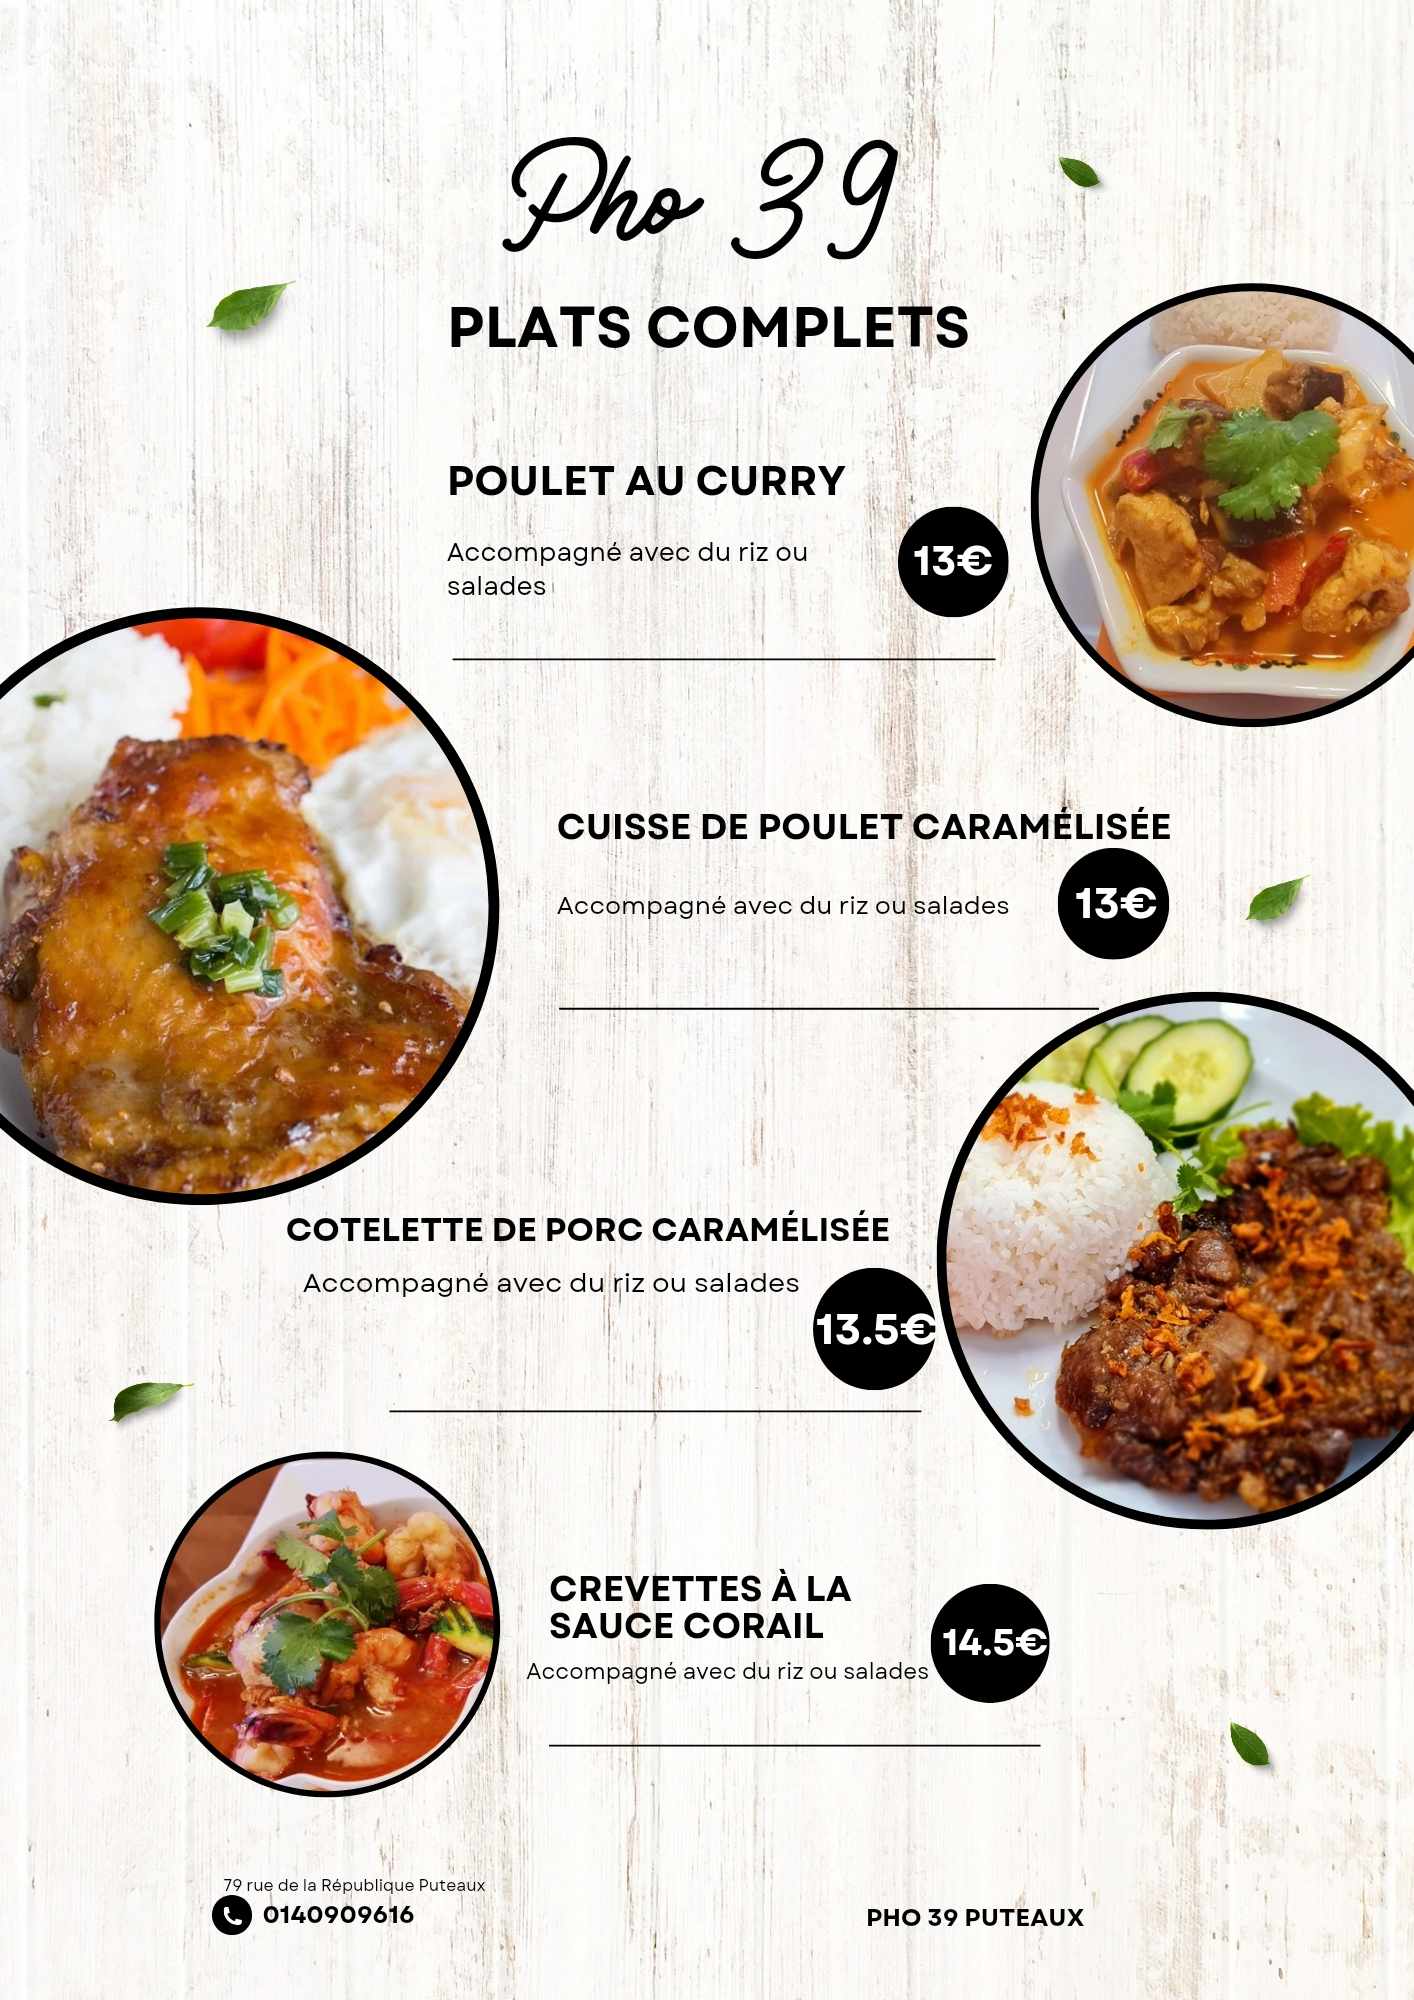 Pho 39
PLATS COMPLETS
POULET AU CURRY
Accompagné avec du riz ou
salades
13€
CUISSE DE POULET CARAMÉLISÉE
Accompagné avec du riz ou salades
13€
COTELETTE DE PORC CARAMÉLISÉE
Accompagné avec du riz ou salades
13.5€
CREVETTES À LA
SAUCE CORAIL
Accompagné avec du riz ou salades
14.5€
79 rue de la République Puteaux
0140909616
PHO 39 PUTEAUX